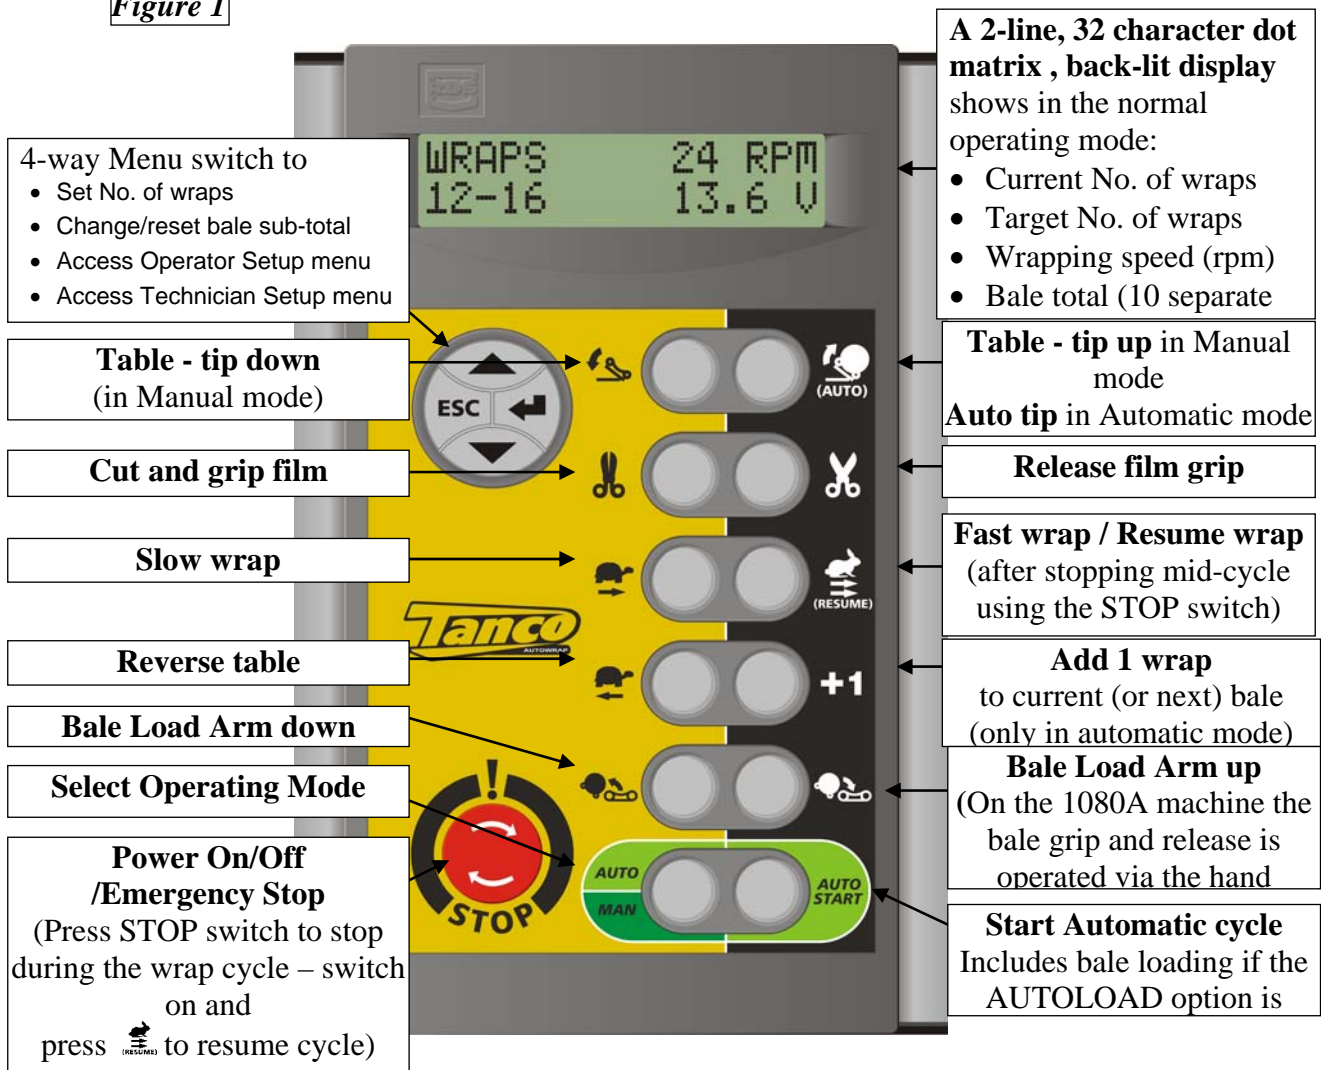 Figure 1
A 2-line, 32 character dot
matrix , back-lit display
shows in the normal
operating mode:
• Current No. of wraps
• Target No. of wraps
• Wrapping speed (rpm)
• Bale total (10 separate
WRAPS 24 RPM
12-16 13.6 V
4-way Menu switch to
• Set No. of wraps
• Change/reset bale sub-total
• Access Operator Setup menu
• Access Technician Setup menu
ESC
Table - tip down
(in Manual mode)
(AUTO)
Table - tip up in Manual
mode
Auto tip in Automatic mode
Cut and grip film
Release film grip
Slow wrap
(RESUME)
Fast wrap / Resume wrap
(after stopping mid-cycle
using the STOP switch)
Tanco
AUTOWRAP
Reverse table
+1
Add 1 wrap
to current (or next) bale
(only in automatic mode)
Bale Load Arm down
Bale Load Arm up
(On the 1080A machine the
bale grip and release is
operated via the hand
Select Operating Mode
!
STOP
AUTO
MAN
AUTO
START
Power On/Off
/Emergency Stop
(Press STOP switch to stop
during the wrap cycle – switch
on and
press (RESUME) to resume cycle)
Start Automatic cycle
Includes bale loading if the
AUTOLOAD option is